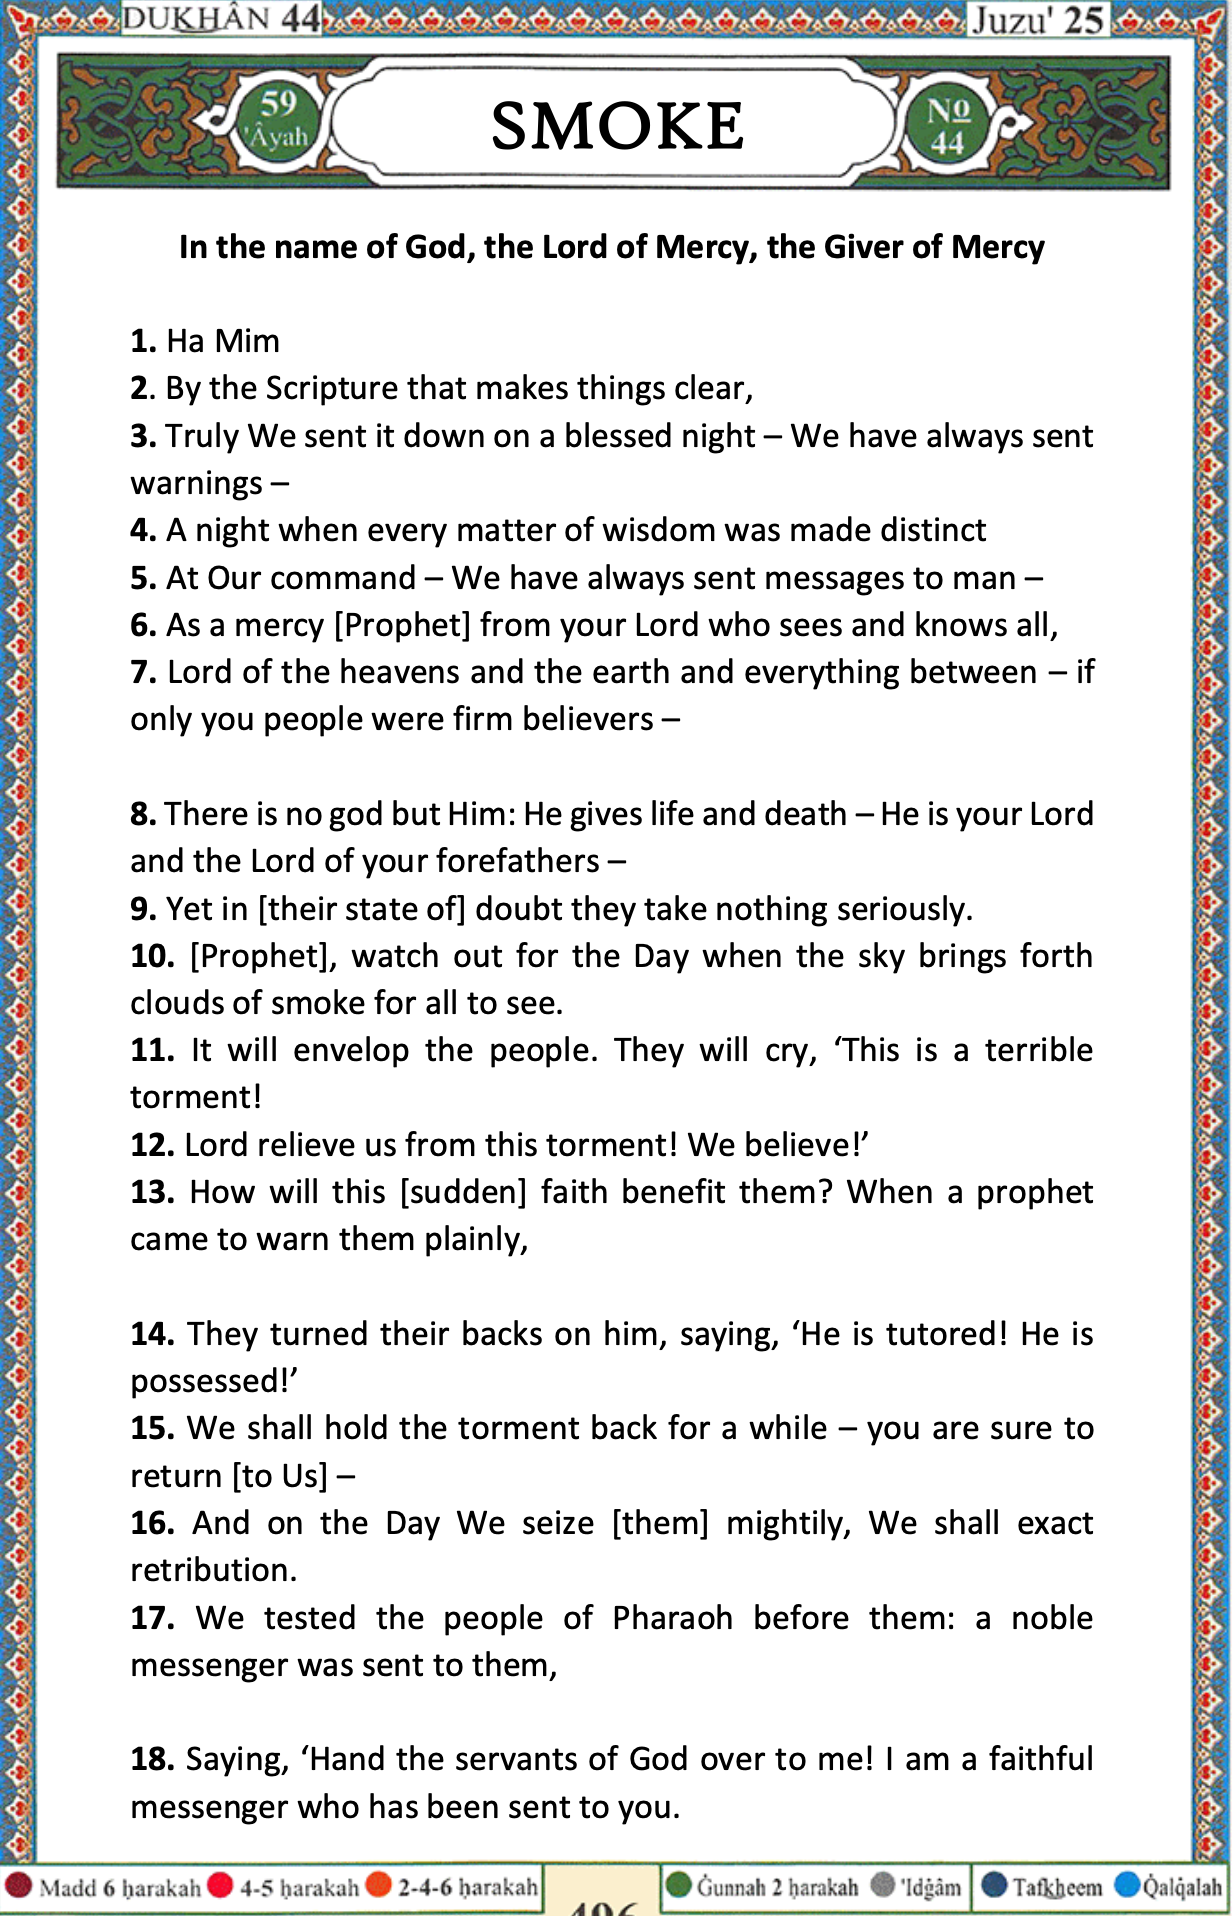 DUKHÂN 44
Juzu' 25
59
'Âyah
SMOKE
Nº
44
In the name of God, the Lord of Mercy, the Giver of Mercy
1. Ha Mim
2. By the Scripture that makes things clear,
3. Truly We sent it down on a blessed night – We have always sent
warnings –
4. A night when every matter of wisdom was made distinct
5. At Our command – We have always sent messages to man –
6. As a mercy [Prophet] from your Lord who sees and knows all,
7. Lord of the heavens and the earth and everything between – if
only you people were firm believers –
8. There is no god but Him: He gives life and death – He is your Lord
and the Lord of your forefathers –
9. Yet in [their state of] doubt they take nothing seriously.
10. [Prophet], watch out for the Day when the sky brings forth
clouds of smoke for all to see.
11. It will envelop the people. They will cry, ‘This is a terrible
torment!
12. Lord relieve us from this torment! We believe!’
13. How will this [sudden] faith benefit them? When a prophet
came to warn them plainly,
14. They turned their backs on him, saying, ‘He is tutored! He is
possessed!’
15. We shall hold the torment back for a while – you are sure to
return [to Us] –
16. And on the Day We seize [them] mightily, We shall exact
retribution.
17. We tested the people of Pharaoh before them: a noble
messenger was sent to them,
18. Saying, ‘Hand the servants of God over to me! I am a faithful
messenger who has been sent to you.
Madd 6 ḥarakah 4-5 ḥarakah 2-4-6 ḥarakah
496
Ġunnah 2 ḥarakah 'Idġâm Tafkheem Q̇alq̇alah